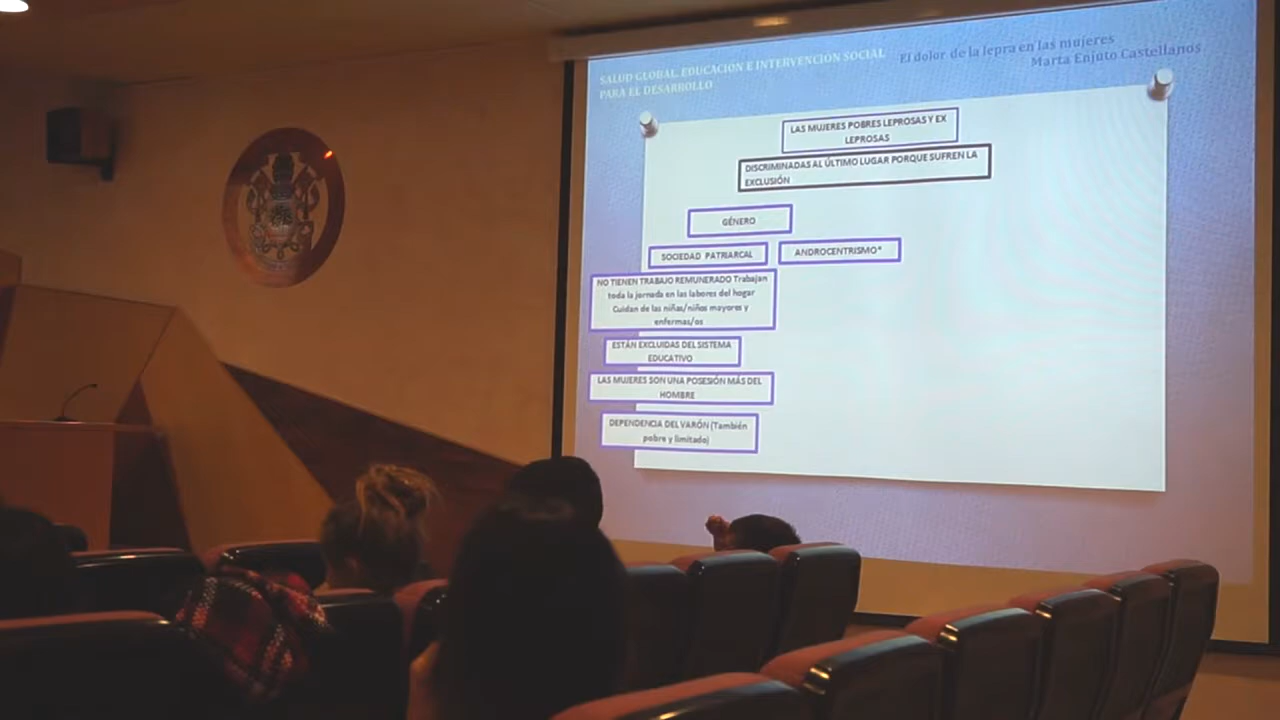 SALUD GLOBAL, EDUCACIÓN E INTERVENCIÓN SOCIAL
PARA EL DESARROLLO
El dolor de la lepra en las mujeres
Marta Enjuto Castellanos
LAS MUJERES POBRES LEPROSAS Y EX
LEPROSAS
DISCRIMINADAS AL ÚLTIMO LUGAR PORQUE SUFREN LA
EXCLUSIÓN
GÉNERO
SOCIEDAD PATRIARCAL
ANDROCENTRISMO*
NO TIENEN TRABAJO REMUNERADO Trabajan
toda la jornada en las labores del hogar
Cuidan de las niñas/niños mayores y
enfermas/os
ESTÁN EXCLUIDAS DEL SISTEMA
EDUCATIVO
LAS MUJERES SON UNA POSESIÓN MÁS DEL
HOMBRE
DEPENDENCIA DEL VARÓN (También
pobre y limitado)